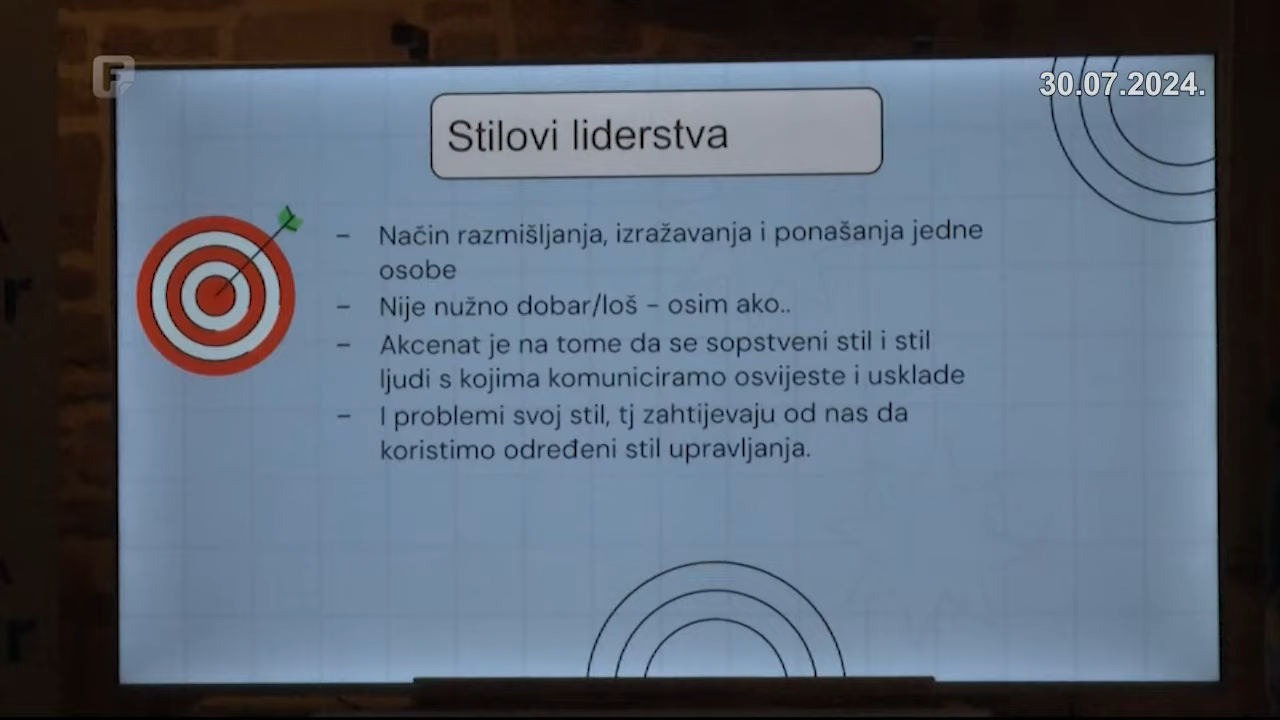 F
30.07.2024.
Stilovi liderstva
– Način razmišljanja, izražavanja i ponašanja jedne
osobe
– Nije nužno dobar/loš – osim ako..
– Akcenat je na tome da se sopstveni stil i stil
ljudi s kojima komuniciramo osvijeste i usklade
– I problemi svoj stil, tj zahtijevaju od nas da
koristimo određeni stil upravljanja.
r
r